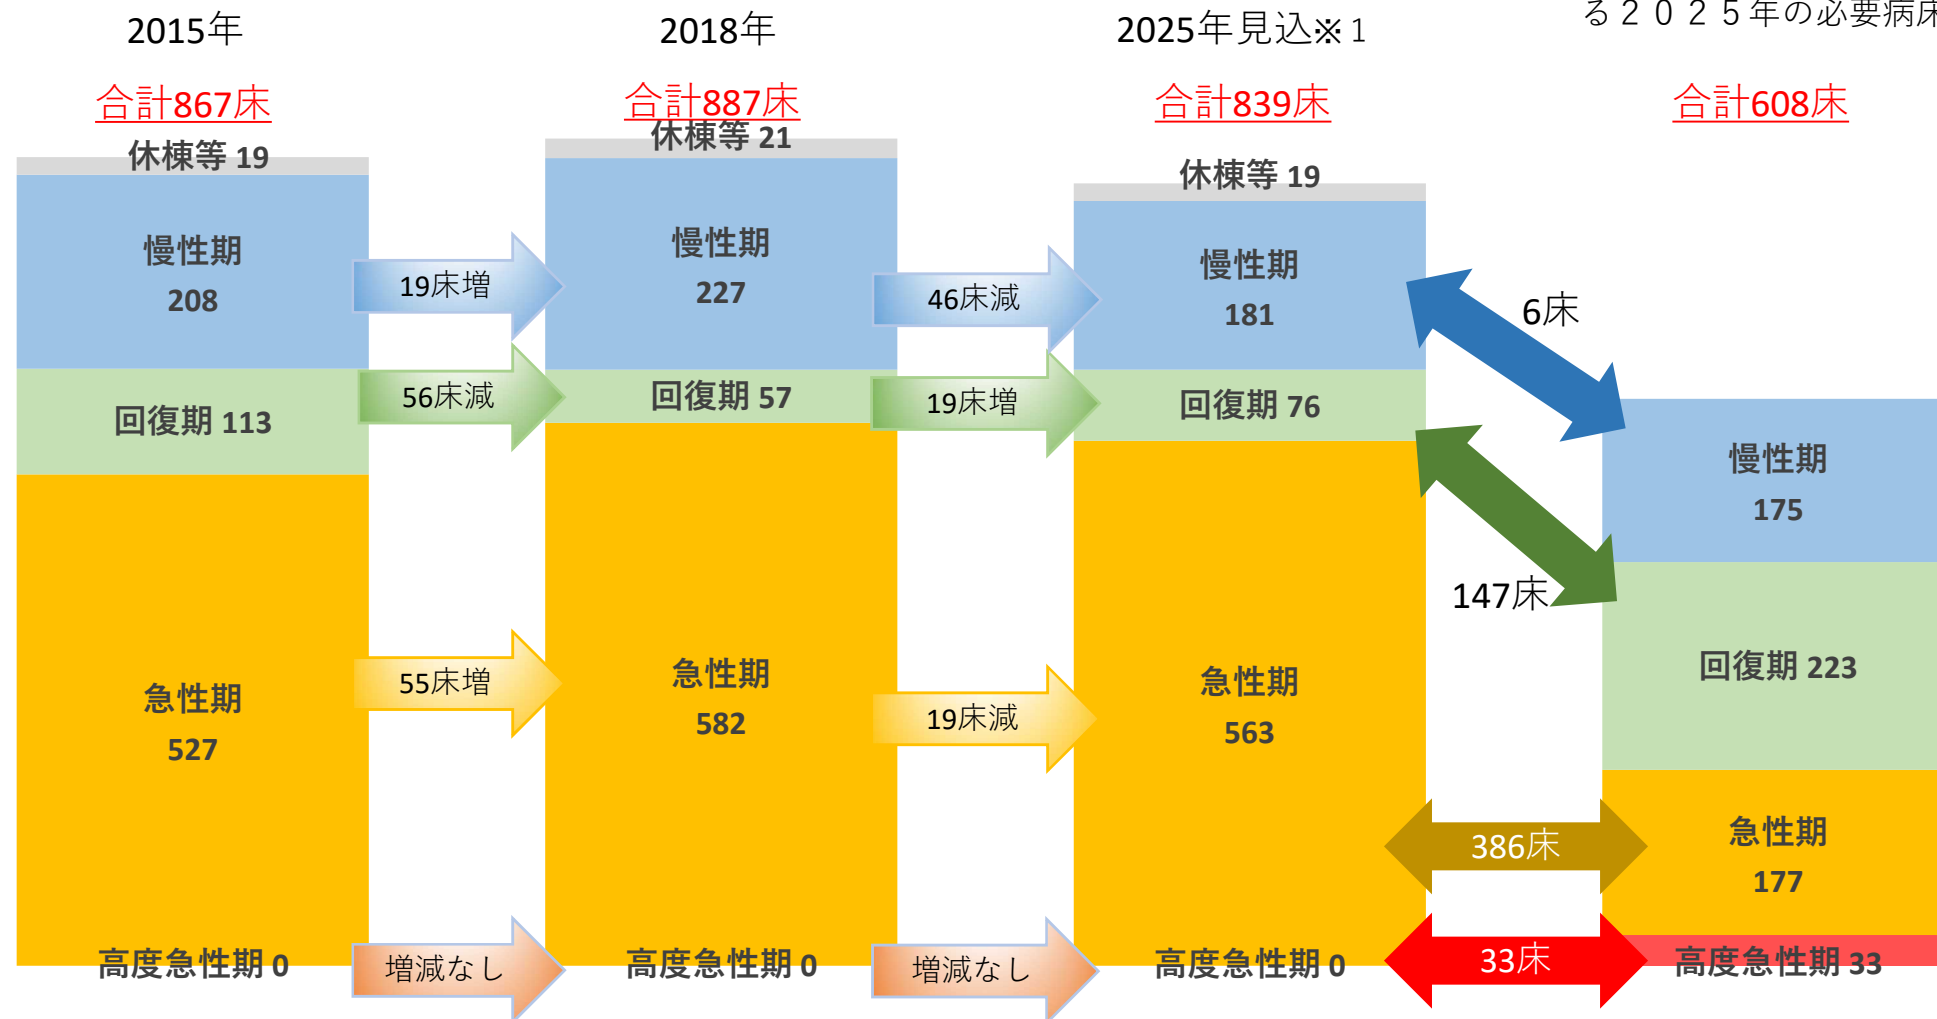 る２０２５年の必要病床
2015年
2018年
2025年見込※1
合計867床
合計887床
合計839床
合計608床
休棟等 19
慢性期
208
回復期 113
急性期
527
高度急性期 0
19床増
56床減
55床増
増減なし
休棟等 21
慢性期
227
回復期 57
急性期
582
高度急性期 0
46床減
19床増
19床減
増減なし
休棟等 19
慢性期
181
回復期 76
急性期
563
高度急性期 0
6床
147床
386床
33床
慢性期
175
回復期 223
急性期
177
高度急性期 33